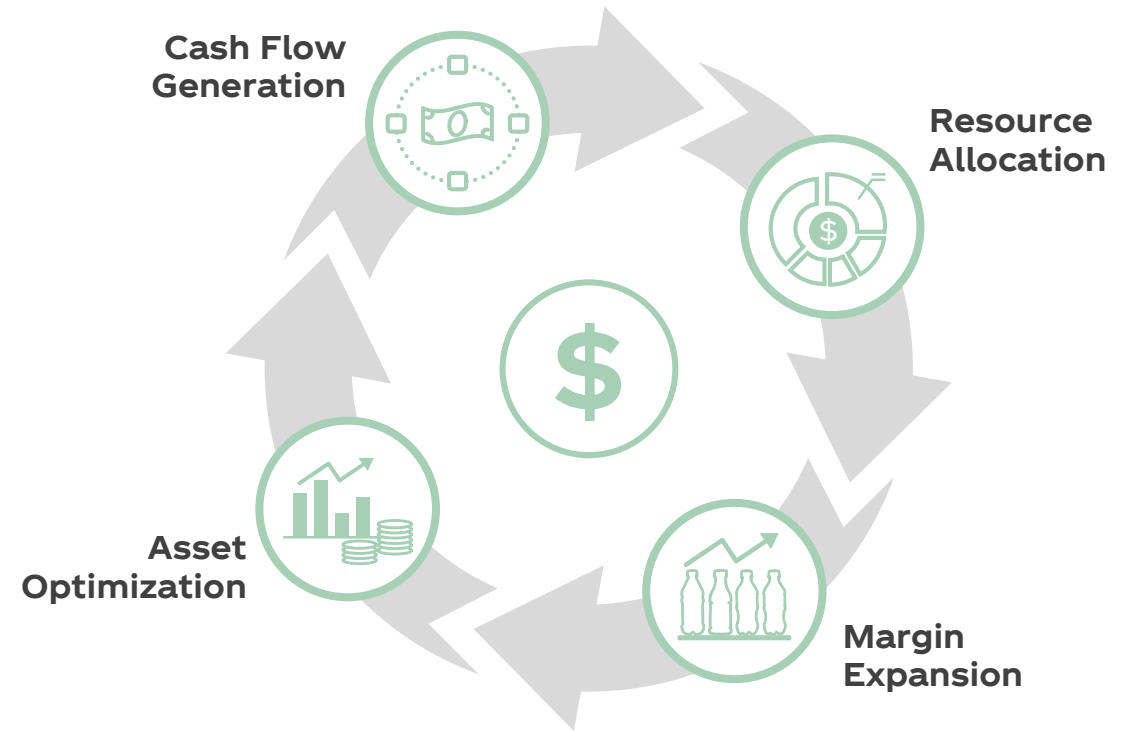 Cash Flow
Generation
Resource
Allocation
$
$
Asset
Optimization
Margin
Expansion